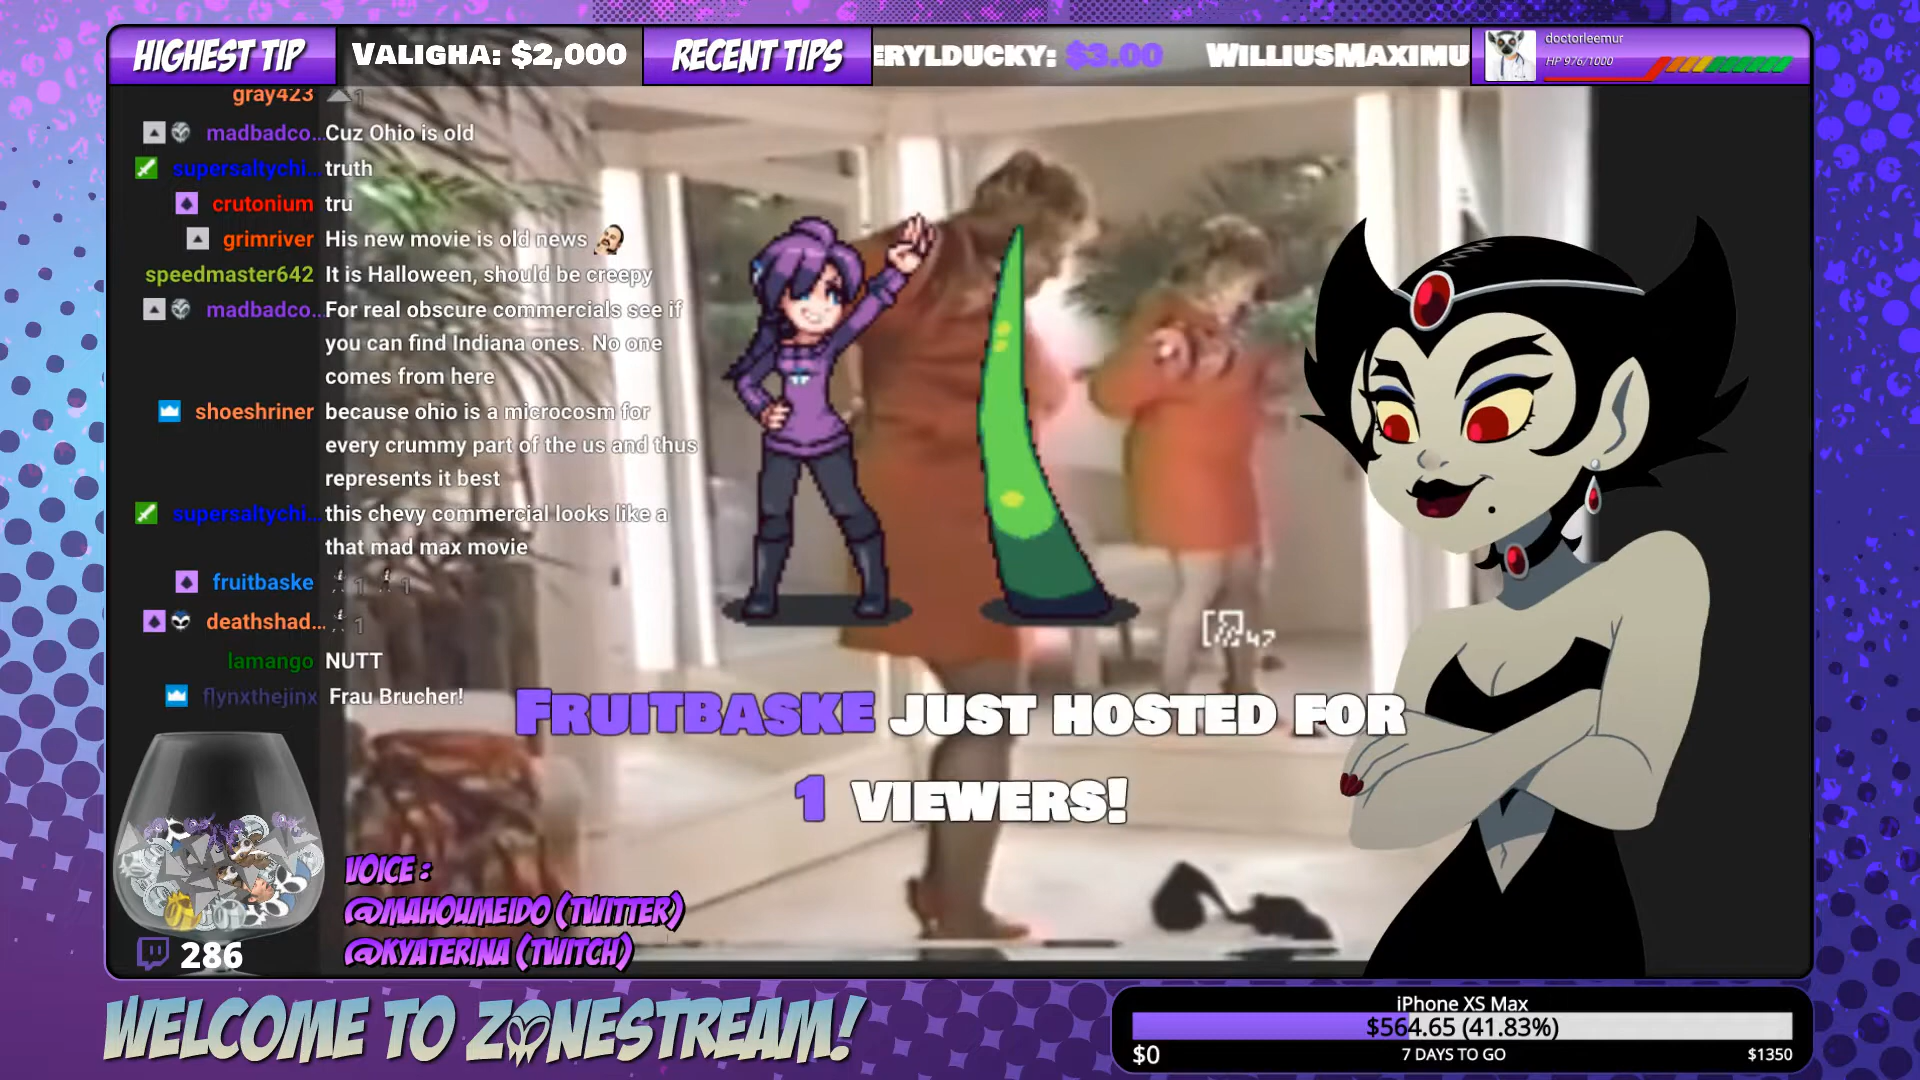 HIGHEST TIP
VALIGHA: $2,000
RECENT TIPS
ERYLDUCKY: $3.00
WILLIUSMAXIMU
doctorleemur
HP 976/1000
gray423 1
madbadco... Cuz Ohio is old
supersaltychi... truth
crutonium tru
grimriver His new movie is old news
speedmaster642 It is Halloween, should be creepy
madbadco... For real obscure commercials see if
you can find Indiana ones. No one
comes from here
shoeshriner because ohio is a microcosm for
every crummy part of the us and thus
represents it best
supersaltychi... this chevy commercial looks like a
that mad max movie
fruitbaske 1 1
deathshad... 1
lamango NUTT
flynxthejinx Frau Brucher!
FRUITBASKE JUST HOSTED FOR
1 VIEWERS!
47
VOICE :
@MAHOUMEIDO (TWITTER)
@KYATERINA (TWITCH)
286
WELCOME TO ZONESTREAM!
iPhone XS Max
$564.65 (41.83%)
$0
7 DAYS TO GO
$1350